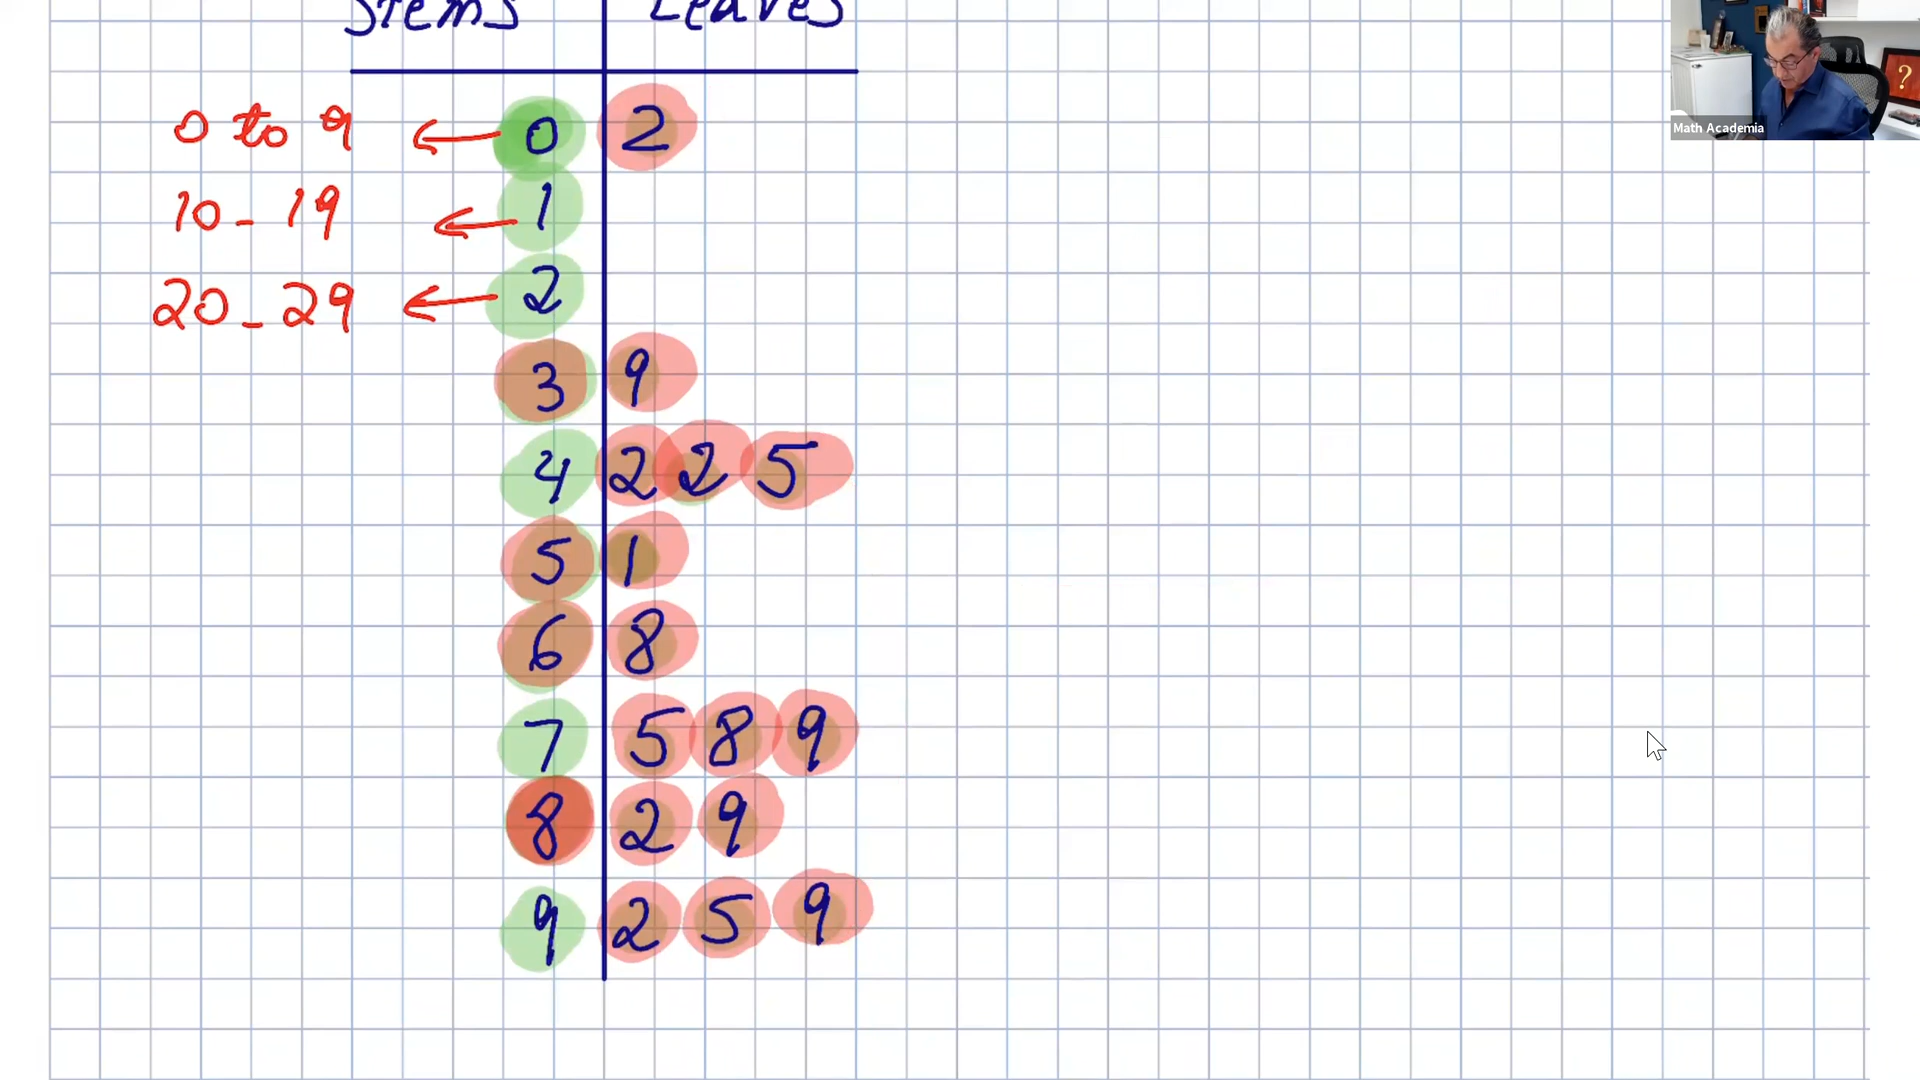 Stems Leaves
0 to 9 ← 0 2
10 - 19 ← 1
20 - 29 ← 2
3 9
4 2 2 5
5 1
6 8
7 5 8 9
8 2 9
9 2 5 9
Math Academia
?